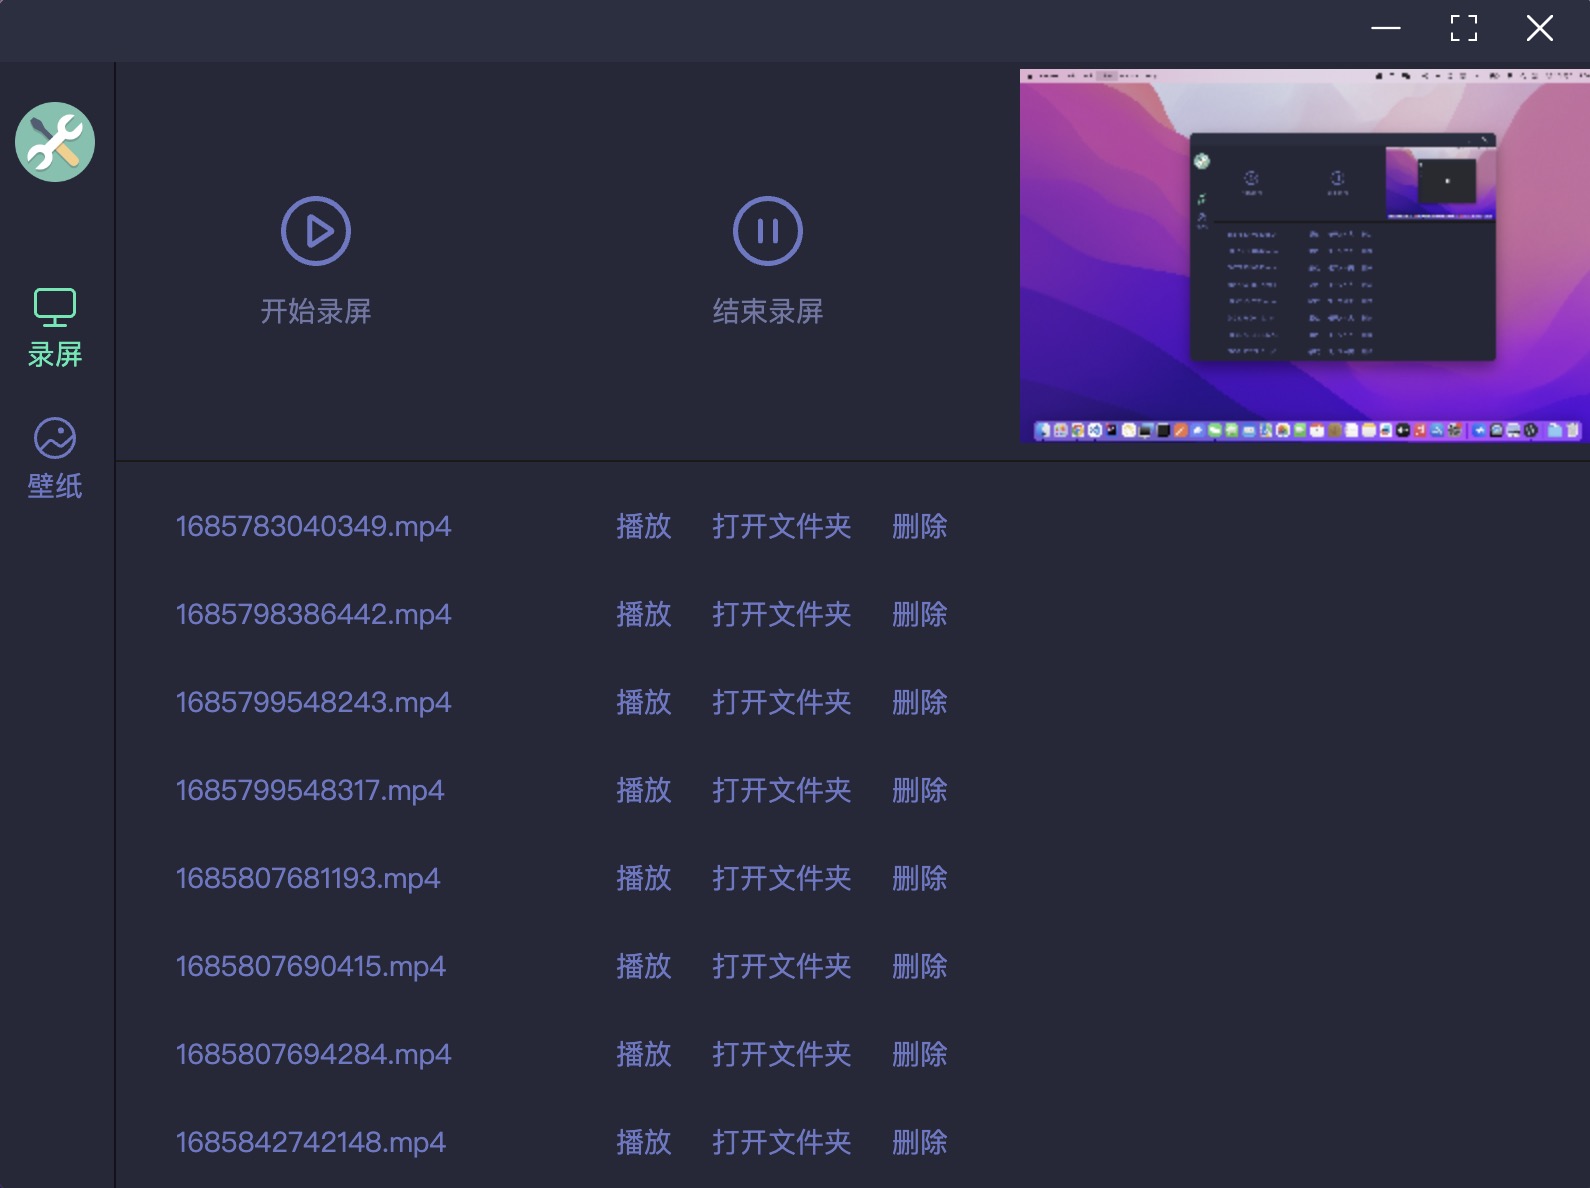 录屏
壁纸
开始录屏
结束录屏
1685783040349.mp4 播放 打开文件夹 删除
1685798386442.mp4 播放 打开文件夹 删除
1685799548243.mp4 播放 打开文件夹 删除
1685799548317.mp4 播放 打开文件夹 删除
1685807681193.mp4 播放 打开文件夹 删除
1685807690415.mp4 播放 打开文件夹 删除
1685807694284.mp4 播放 打开文件夹 删除
1685842742148.mp4 播放 打开文件夹 删除